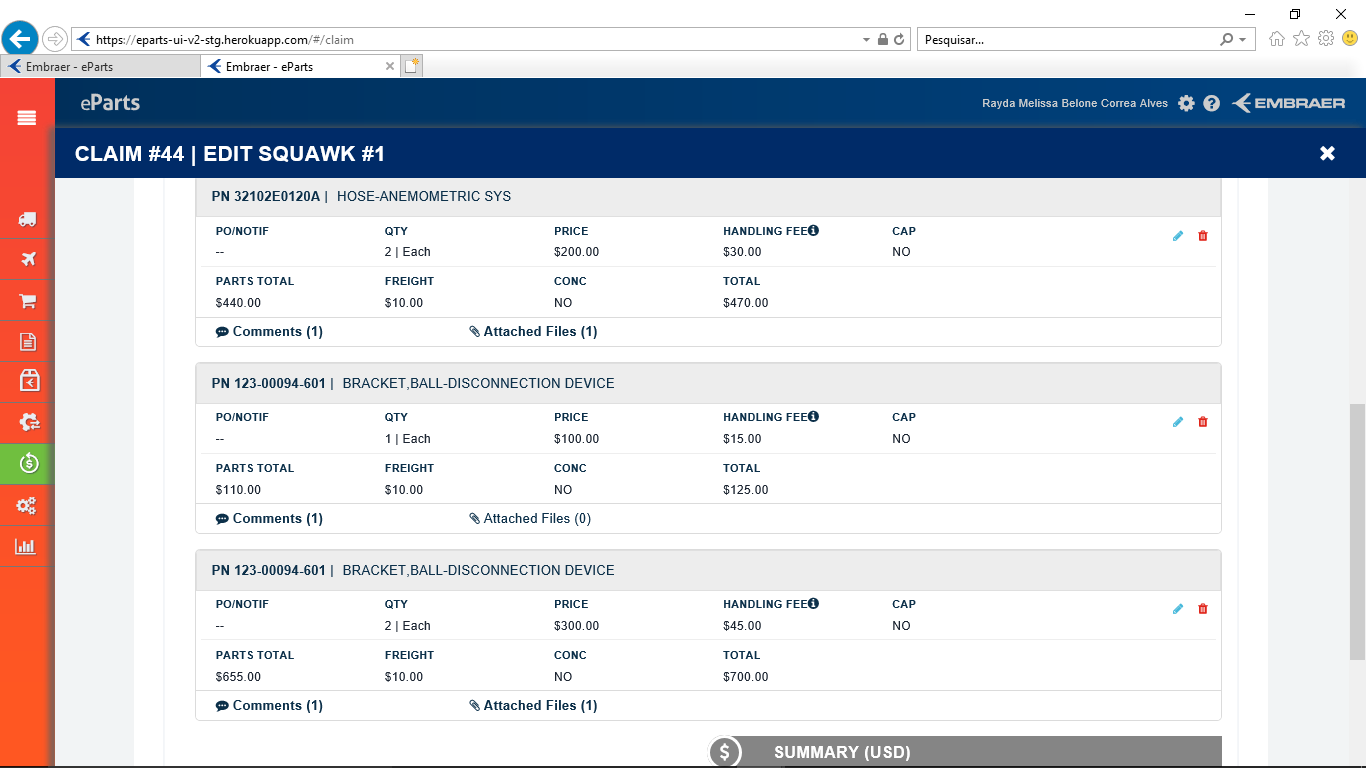 https://eparts-ui-v2-stg.herokuapp.com/#/claim
Pesquisar...
Embraer - eParts
Embraer - eParts
eParts
Rayda Melissa Belone Correa Alves
EMBRAER
CLAIM #44 | EDIT SQUAWK #1
PN 32102E0120A | HOSE-ANEMOMETRIC SYS
PO/NOTIF QTY PRICE HANDLING FEE CAP
-- 2 | Each $200.00 $30.00 NO
PARTS TOTAL FREIGHT CONC TOTAL
$440.00 $10.00 NO $470.00
Comments (1) Attached Files (1)
PN 123-00094-601 | BRACKET,BALL-DISCONNECTION DEVICE
PO/NOTIF QTY PRICE HANDLING FEE CAP
-- 1 | Each $100.00 $15.00 NO
PARTS TOTAL FREIGHT CONC TOTAL
$110.00 $10.00 NO $125.00
Comments (1) Attached Files (0)
PN 123-00094-601 | BRACKET,BALL-DISCONNECTION DEVICE
PO/NOTIF QTY PRICE HANDLING FEE CAP
-- 2 | Each $300.00 $45.00 NO
PARTS TOTAL FREIGHT CONC TOTAL
$655.00 $10.00 NO $700.00
Comments (1) Attached Files (1)
$ SUMMARY (USD)